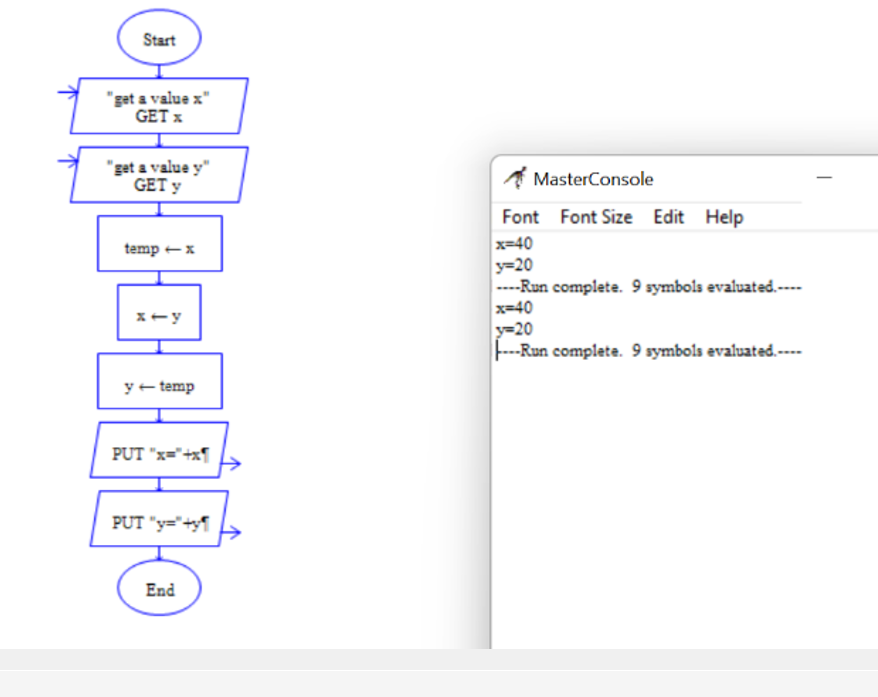 Start
"get a value x"
GET x
"get a value y"
GET y
temp ← x
x ← y
y ← temp
PUT "x="+x¶
PUT "y="+y¶
End
MasterConsole
Font Font Size Edit Help
x=40
y=20
----Run complete.  9 symbols evaluated.----
x=40
y=20
----Run complete.  9 symbols evaluated.----